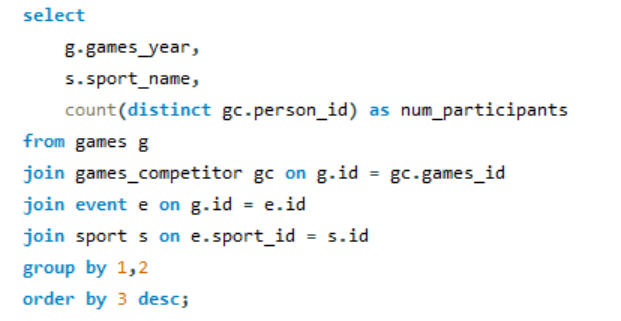 select
g.games_year,
s.sport_name,
count(distinct gc.person_id) as num_participants
from games g
join games_competitor gc on g.id = gc.games_id
join event e on g.id = e.id
join sport s on e.sport_id = s.id
group by 1,2
order by 3 desc;